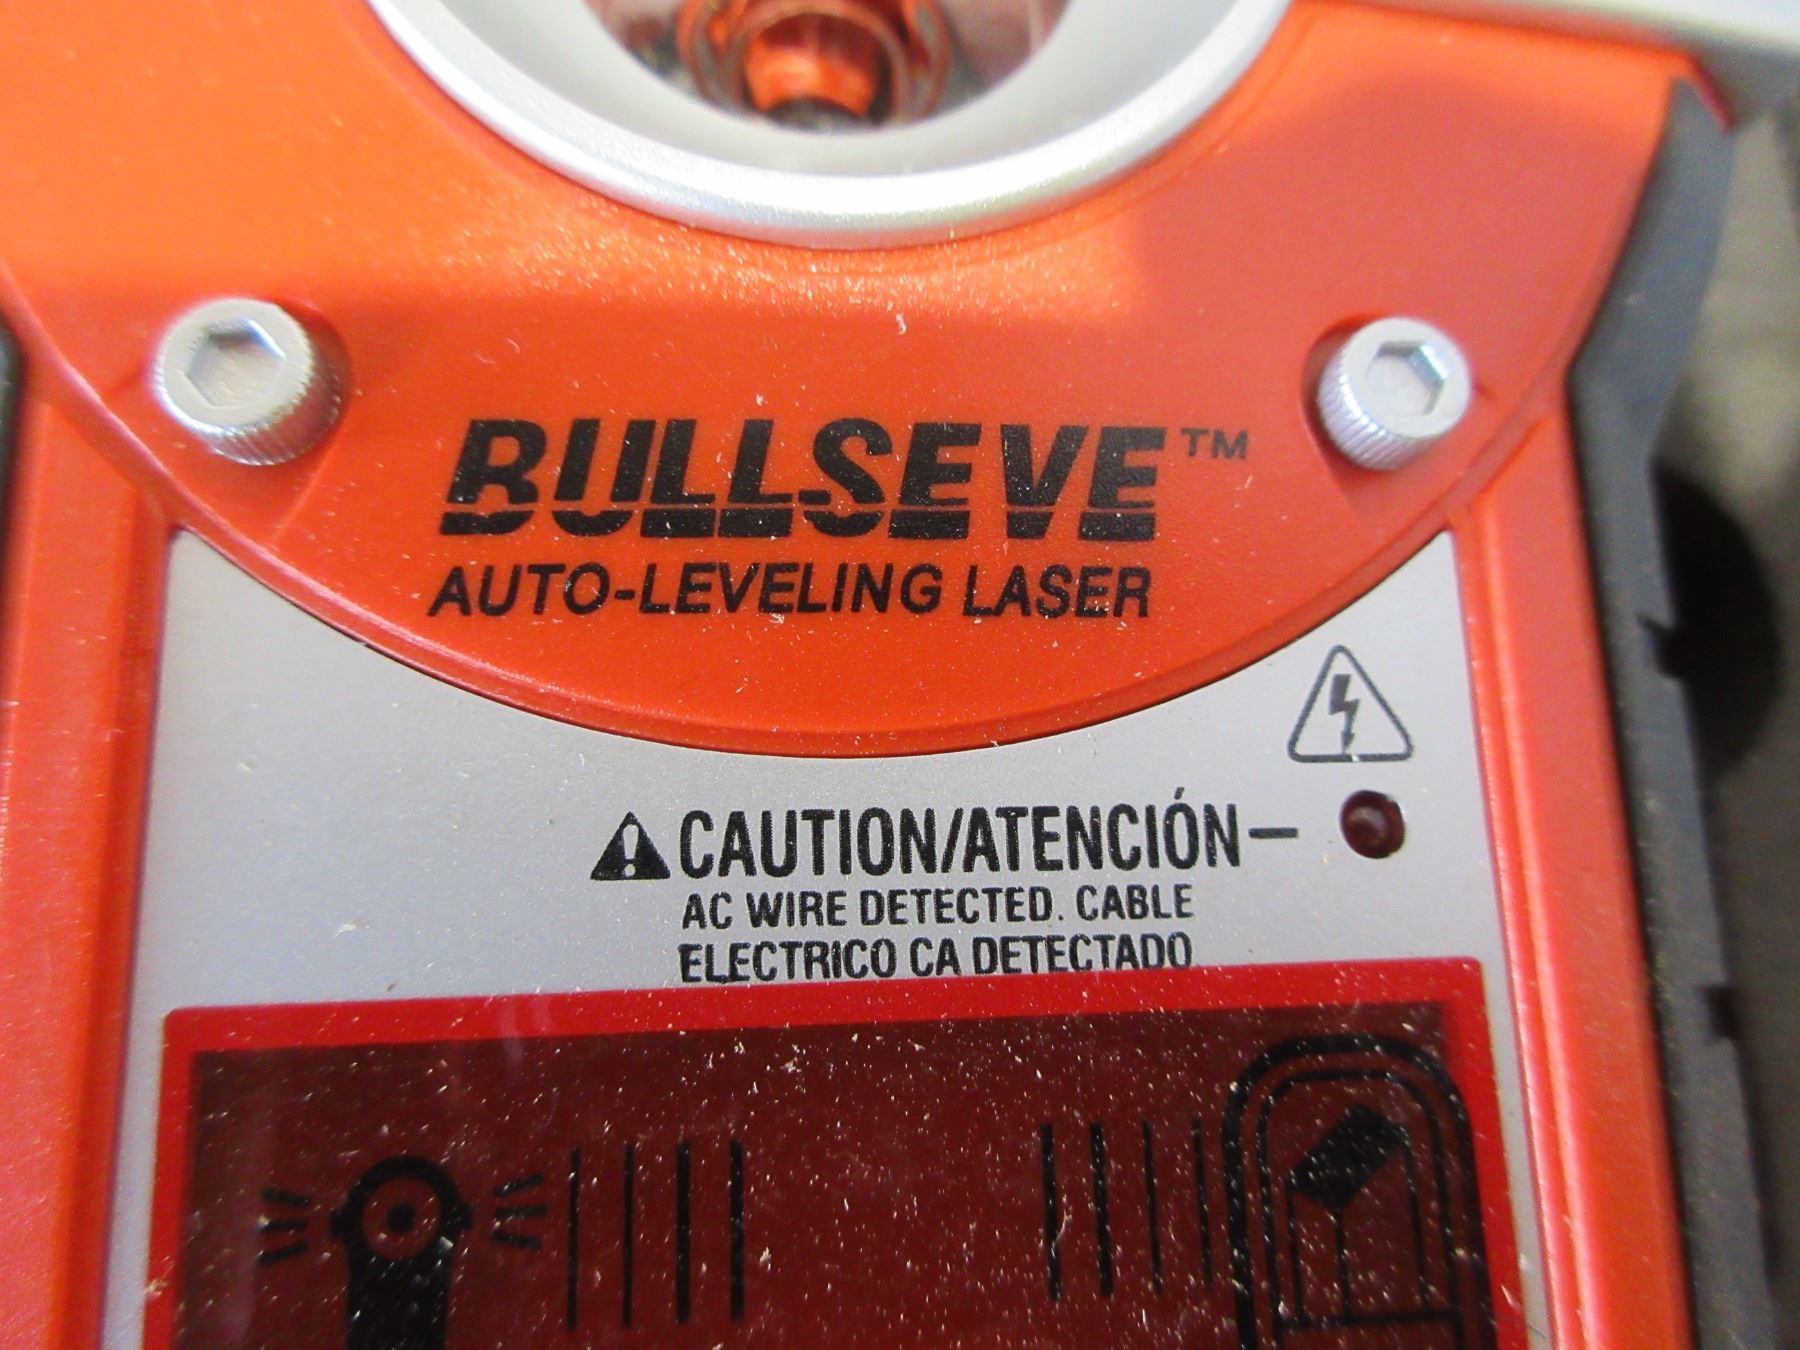 BULLSEYE™
AUTO-LEVELING LASER
CAUTION/ATENCIÓN–
AC WIRE DETECTED. CABLE
ELECTRICO CA DETECTADO